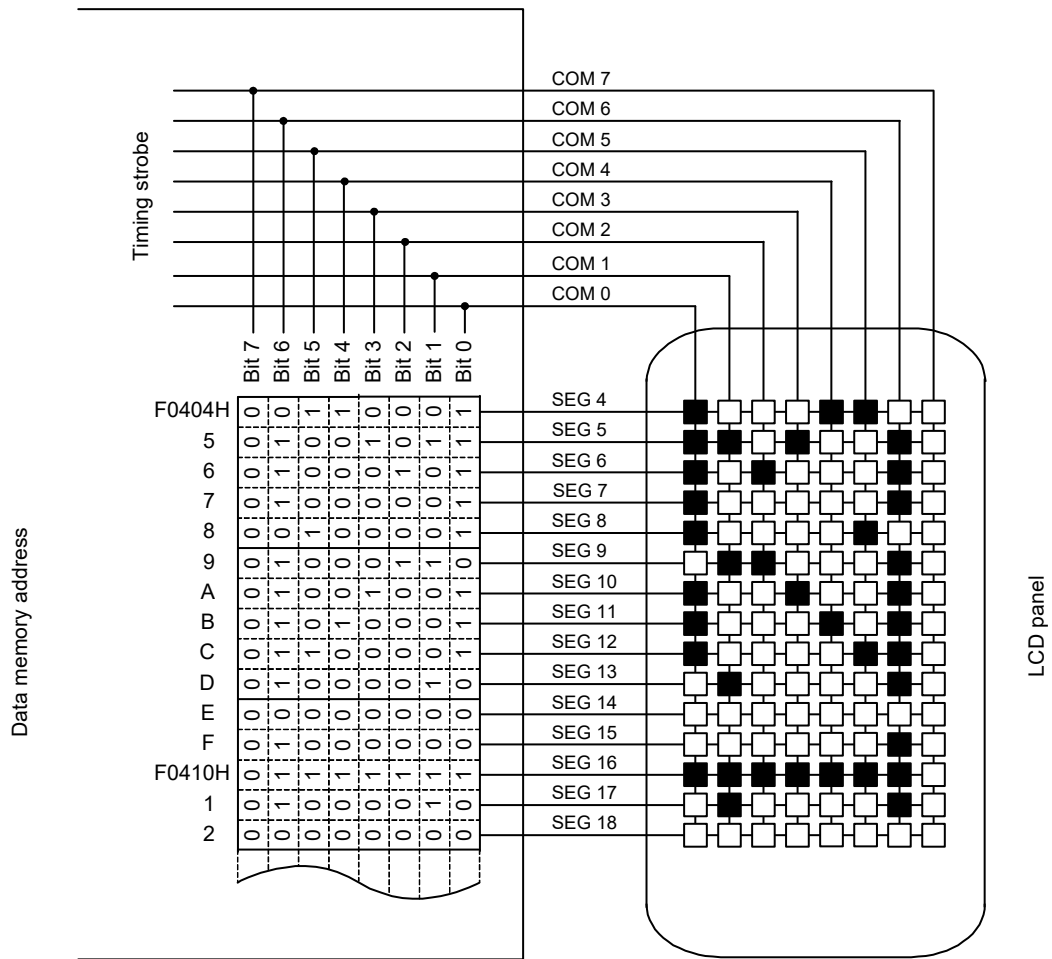 COM 7
COM 6
COM 5
COM 4
COM 3
COM 2
COM 1
COM 0
Timing strobe
Bit 7 Bit 6 Bit 5 Bit 4 Bit 3 Bit 2 Bit 1 Bit 0
F0404H 0 0 1 1 0 0 0 1 SEG 4
5 0 1 0 0 1 0 1 1 SEG 5
6 0 1 0 0 0 1 0 1 SEG 6
7 0 1 0 0 0 0 0 1 SEG 7
8 0 0 1 0 0 0 0 1 SEG 8
9 0 1 0 0 0 1 1 0 SEG 9
A 0 1 0 0 1 0 0 1 SEG 10
B 0 1 0 1 0 0 0 1 SEG 11
C 0 1 1 0 0 0 0 1 SEG 12
D 0 1 0 0 0 0 1 0 SEG 13
E 0 0 0 0 0 0 0 0 SEG 14
F 0 1 0 0 0 0 0 0 SEG 15
F0410H 0 1 1 1 1 1 1 1 SEG 16
1 0 1 0 0 0 0 1 0 SEG 17
2 0 0 0 0 0 0 0 0 SEG 18
Data memory address
LCD panel